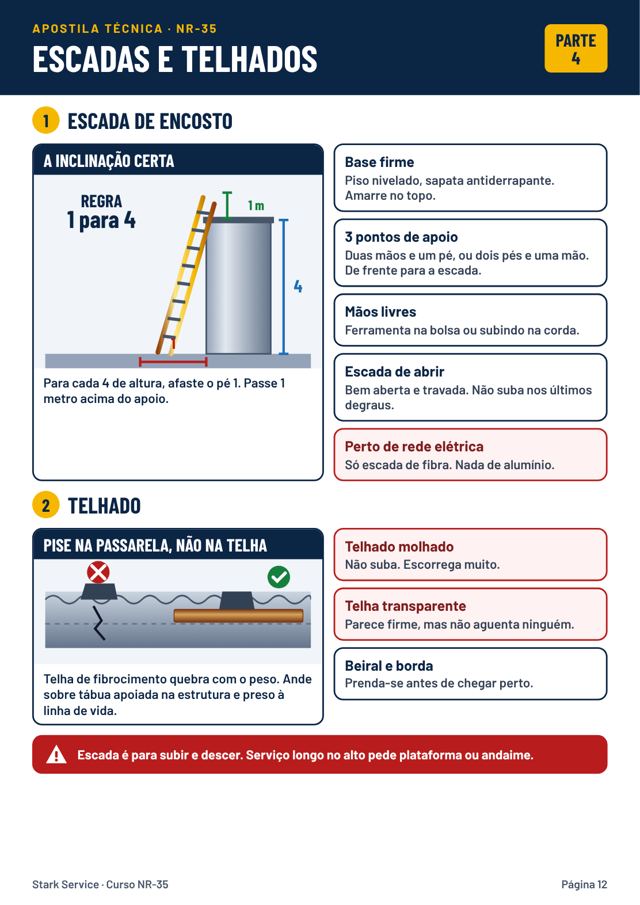 APOSTILA TÉCNICA · NR-35
ESCADAS E TELHADOS
PARTE
4
1 ESCADA DE ENCOSTO
A INCLINAÇÃO CERTA
REGRA
1 para 4
1 m
4
1
Para cada 4 de altura, afaste o pé 1. Passe 1
metro acima do apoio.
Base firme
Piso nivelado, sapata antiderrapante.
Amarre no topo.
3 pontos de apoio
Duas mãos e um pé, ou dois pés e uma mão.
De frente para a escada.
Mãos livres
Ferramenta na bolsa ou subindo na corda.
Escada de abrir
Bem aberta e travada. Não suba nos últimos
degraus.
Perto de rede elétrica
Só escada de fibra. Nada de alumínio.
2 TELHADO
PISE NA PASSARELA, NÃO NA TELHA
Telha de fibrocimento quebra com o peso. Ande
sobre tábua apoiada na estrutura e preso à
linha de vida.
Telhado molhado
Não suba. Escorrega muito.
Telha transparente
Parece firme, mas não aguenta ninguém.
Beiral e borda
Prenda-se antes de chegar perto.
Escada é para subir e descer. Serviço longo no alto pede plataforma ou andaime.
Stark Service · Curso NR-35
Página 12